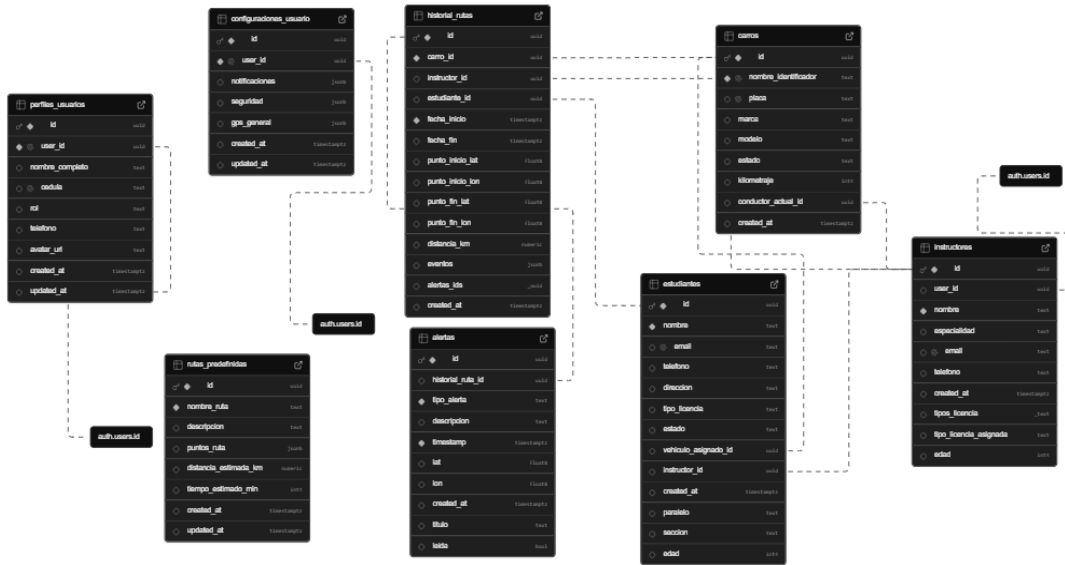 configuraciones_usuario
id uuid
user_id uuid
notificaciones jsonb
seguridad jsonb
gps_general jsonb
created_at timestamptz
updated_at timestamptz
historial_rutas
id uuid
carro_id uuid
instructor_id uuid
estudiante_id uuid
fecha_inicio timestamptz
fecha_fin timestamptz
punto_inicio_lat float8
punto_inicio_lon float8
punto_fin_lat float8
punto_fin_lon float8
distancia_km numeric
eventos jsonb
alertas_ids _uuid
created_at timestamptz
carros
id uuid
nombre_identificador text
placa text
marca text
modelo text
estado text
kilometraje int4
conductor_actual_id uuid
created_at timestamptz
perfiles_usuarios
id uuid
user_id uuid
nombre_completo text
cedula text
rol text
telefono text
avatar_url text
created_at timestamptz
updated_at timestamptz
auth.users.id
instructores
id uuid
user_id uuid
nombre text
especialidad text
email text
telefono text
created_at timestamptz
tipos_licencia _text
tipo_licencia_asignada text
edad int4
estudiantes
id uuid
nombre text
email text
telefono text
direccion text
tipo_licencia text
estado text
vehiculo_asignado_id uuid
instructor_id uuid
created_at timestamptz
paralelo text
seccion text
edad int4
auth.users.id
alertas
id uuid
historial_ruta_id uuid
tipo_alerta text
descripcion text
timestamp timestamptz
lat float8
lon float8
created_at timestamptz
titulo text
leida bool
rutas_predefinidas
id uuid
nombre_ruta text
descripcion text
puntos_ruta jsonb
distancia_estimada_km numeric
tiempo_estimado_min int4
created_at timestamptz
updated_at timestamptz
auth.users.id